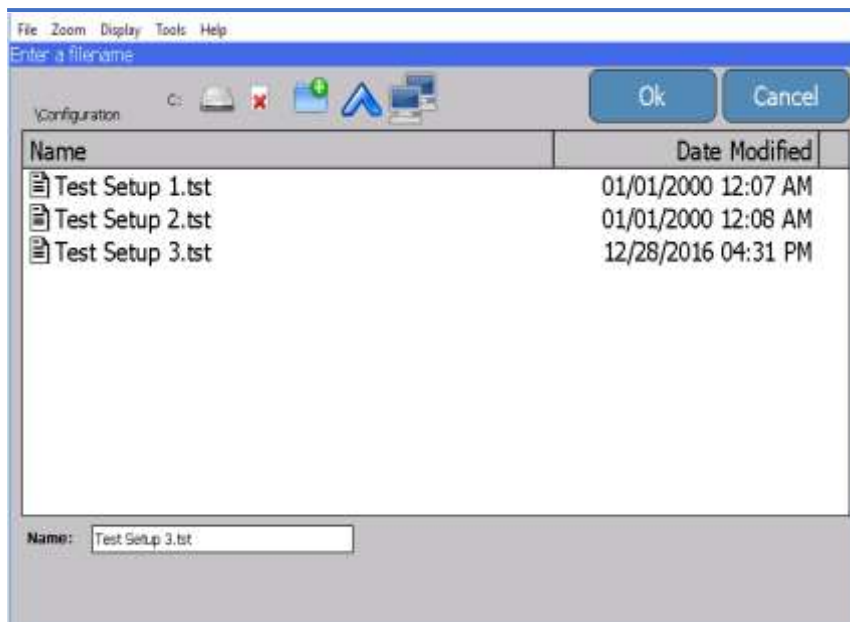 File Zoom Display Tools Help
Enter a filename
\Configuration C: Ok Cancel
Name Date Modified
Test Setup 1.tst 01/01/2000 12:07 AM
Test Setup 2.tst 01/01/2000 12:08 AM
Test Setup 3.tst 12/28/2016 04:31 PM
Name: Test Setup 3.tst